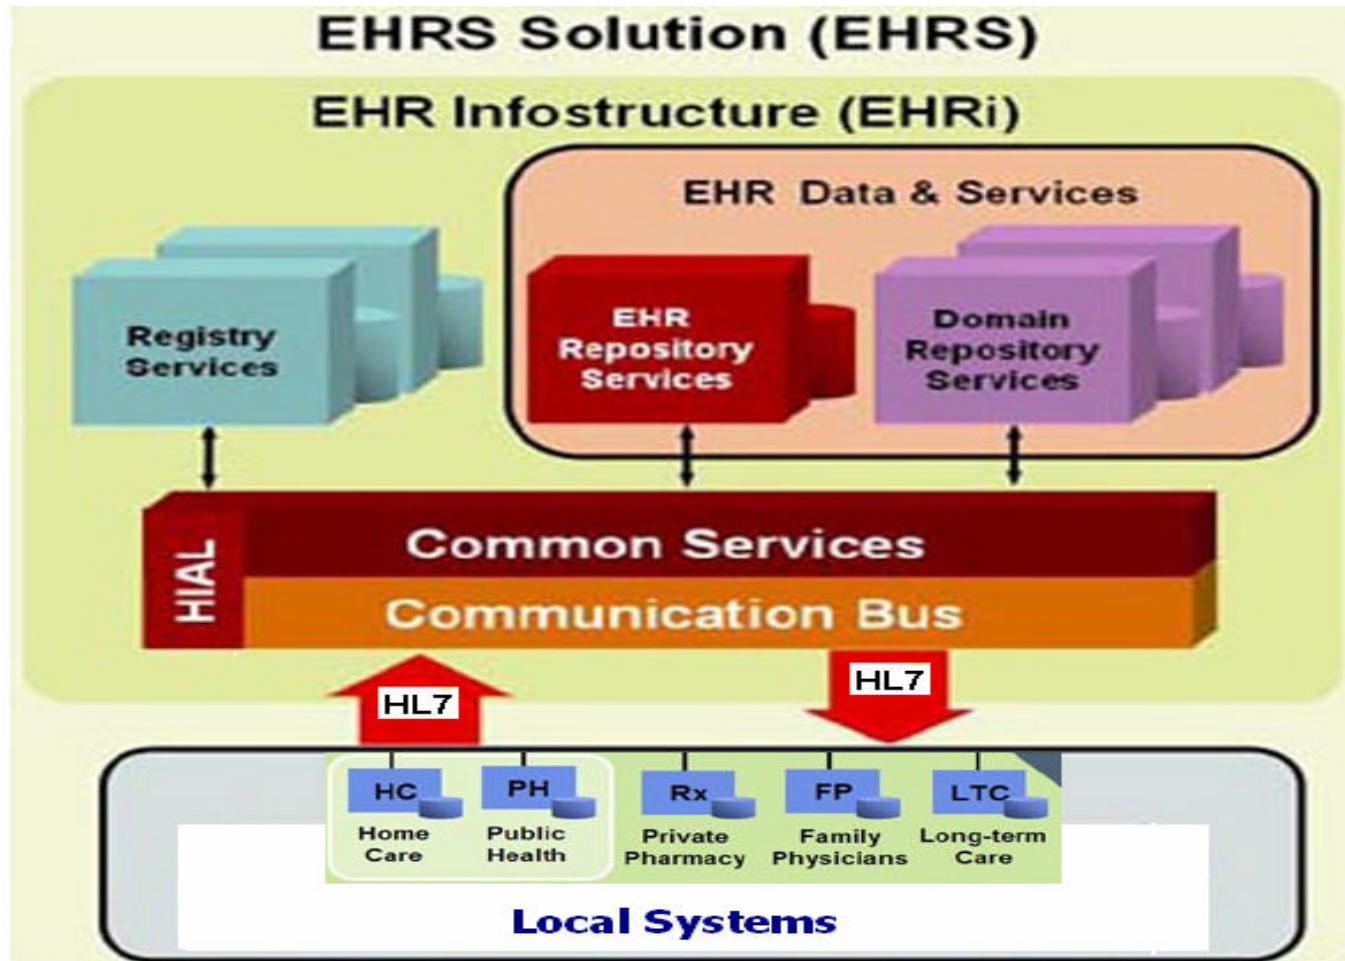 EHRS Solution (EHRS)
EHR Infostructure (EHRi)
EHR Data & Services
Registry
Services
EHR
Repository
Services
Domain
Repository
Services
HIAL
Common Services
Communication Bus
HL7
HL7
HC
Home
Care
PH
Public
Health
Rx
Private
Pharmacy
FP
Family
Physicians
LTC
Long-term
Care
Local Systems